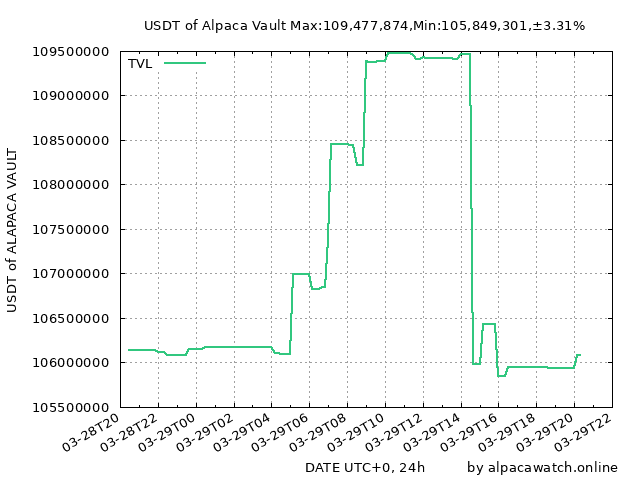 USDT of Alpaca Vault Max:109,477,874,Min:105,849,301,±3.31%
TVL
109500000
109000000
108500000
108000000
107500000
107000000
106500000
106000000
105500000
USDT of ALAPACA VAULT
03-28T20
03-28T22
03-29T00
03-29T02
03-29T04
03-29T06
03-29T08
03-29T10
03-29T12
03-29T14
03-29T16
03-29T18
03-29T20
03-29T22
DATE UTC+0, 24h
by alpacawatch.online